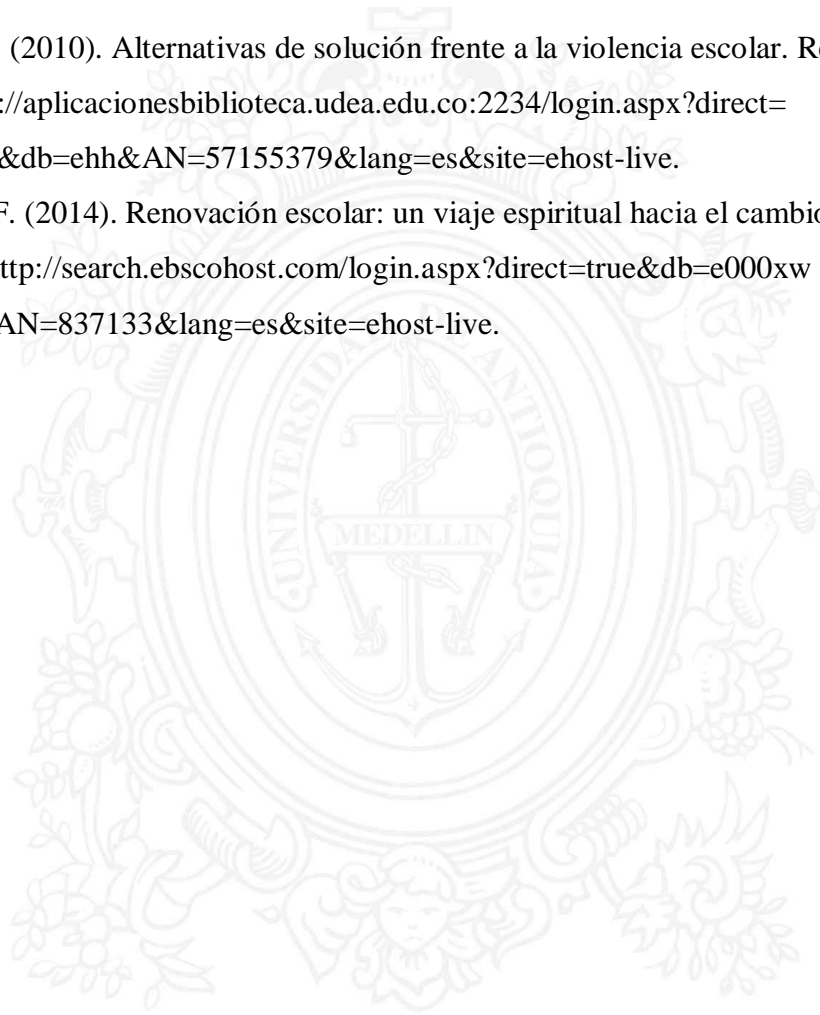 (2010). Alternativas de solución frente a la violencia escolar. R
://aplicacionesbiblioteca.udea.edu.co:2234/login.aspx?direct=
&db=ehh&AN=57155379&lang=es&site=ehost-live.
F. (2014). Renovación escolar: un viaje espiritual hacia el cambio
ttp://search.ebscohost.com/login.aspx?direct=true&db=e000xw
AN=837133&lang=es&site=ehost-live.
UNIVERSIDAD DE ANTIOQUIA
MEDELLIN